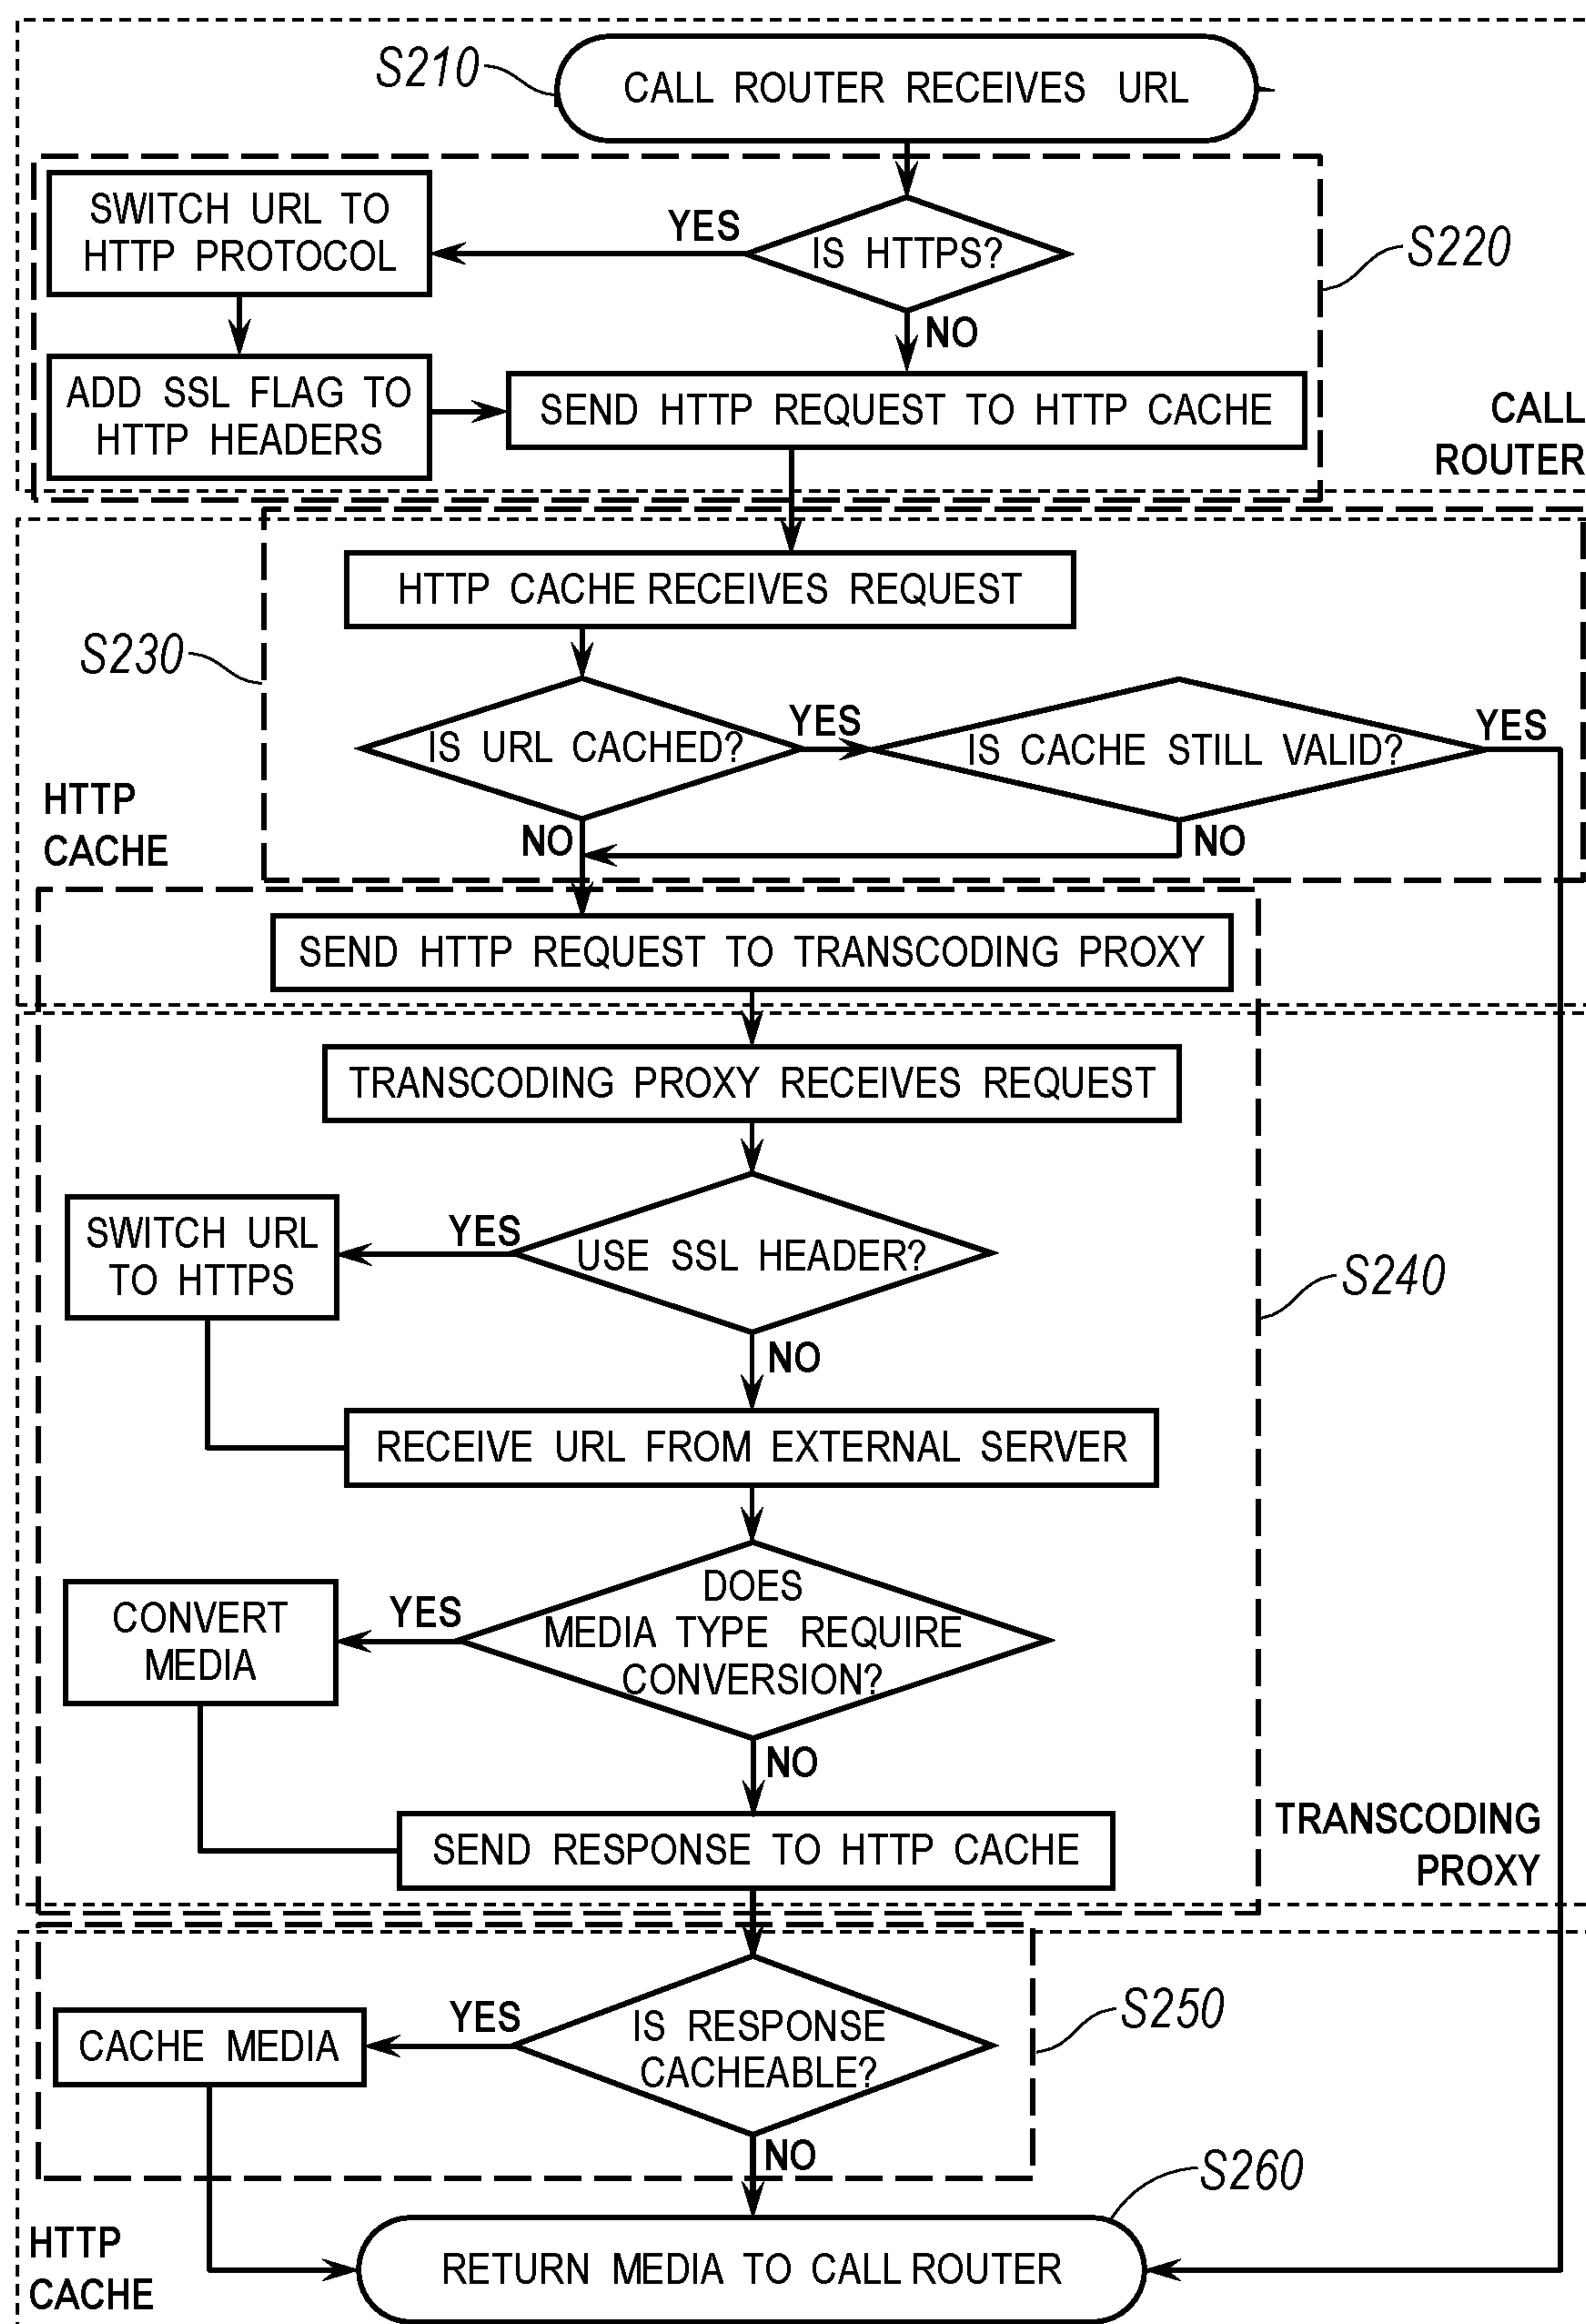 S210
CALL ROUTER RECEIVES URL
SWITCH URL TO
HTTP PROTOCOL
YES
IS HTTPS?
S220
NO
ADD SSL FLAG TO
HTTP HEADERS
SEND HTTP REQUEST TO HTTP CACHE
CALL
ROUTER
HTTP CACHE RECEIVES REQUEST
S230
IS URL CACHED?
YES
IS CACHE STILL VALID?
YES
HTTP
CACHE
NO
NO
SEND HTTP REQUEST TO TRANSCODING PROXY
TRANSCODING PROXY RECEIVES REQUEST
SWITCH URL
TO HTTPS
YES
USE SSL HEADER?
S240
NO
RECEIVE URL FROM EXTERNAL SERVER
CONVERT
MEDIA
YES
DOES
MEDIA TYPE REQUIRE
CONVERSION?
NO
SEND RESPONSE TO HTTP CACHE
TRANSCODING
PROXY
CACHE MEDIA
YES
IS RESPONSE
CACHEABLE?
S250
NO
S260
HTTP
CACHE
RETURN MEDIA TO CALL ROUTER